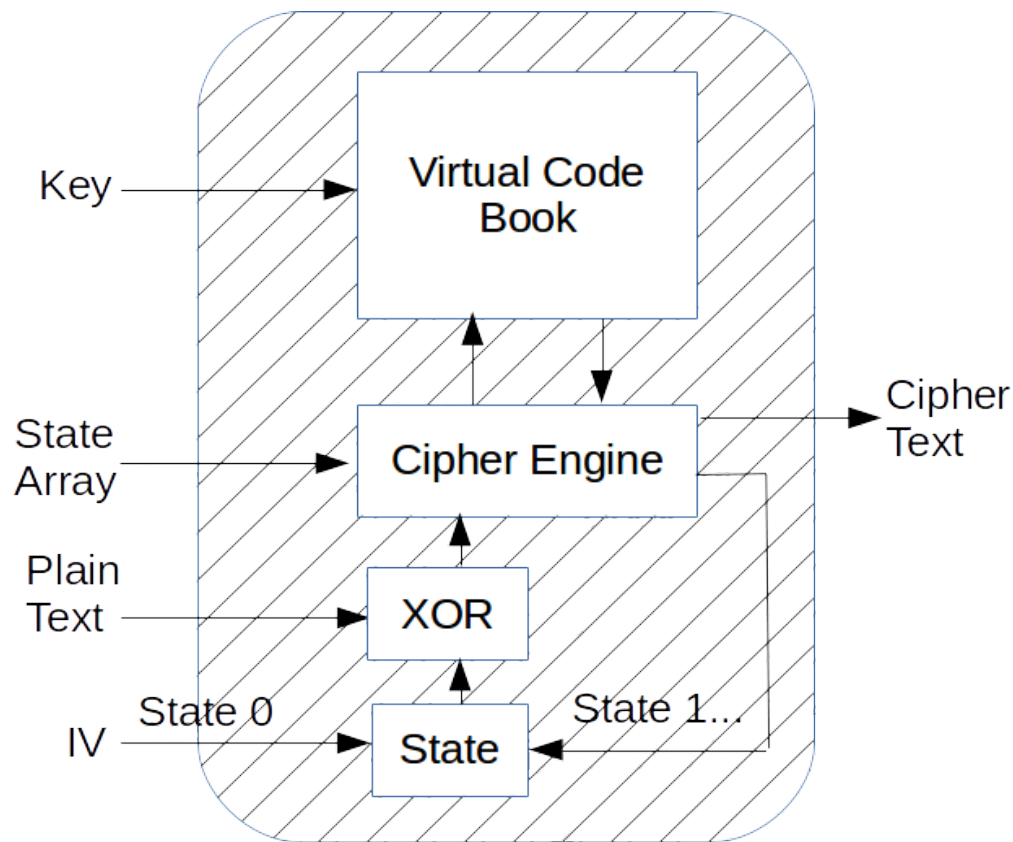 Virtual Code
Book
Key
Cipher
Text
State
Array
Cipher Engine
Plain
Text
XOR
State 0
State 1...
IV
State